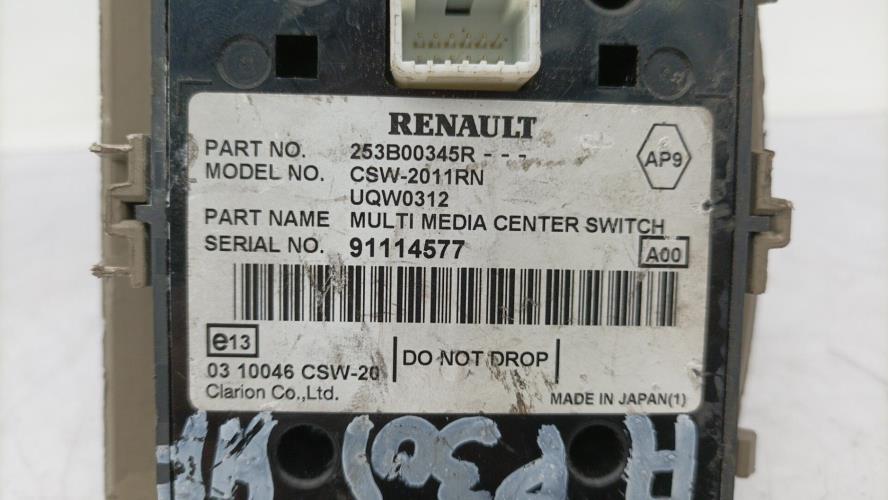 RENAULT
PART NO. 253B00345R - - -
AP9
MODEL NO. CSW-2011RN
UQW0312
PART NAME MULTI MEDIA CENTER SWITCH
SERIAL NO. 91114577
A00
e13
DO NOT DROP
03 10046 CSW-20
Clarion Co.,Ltd.
MADE IN JAPAN(1)